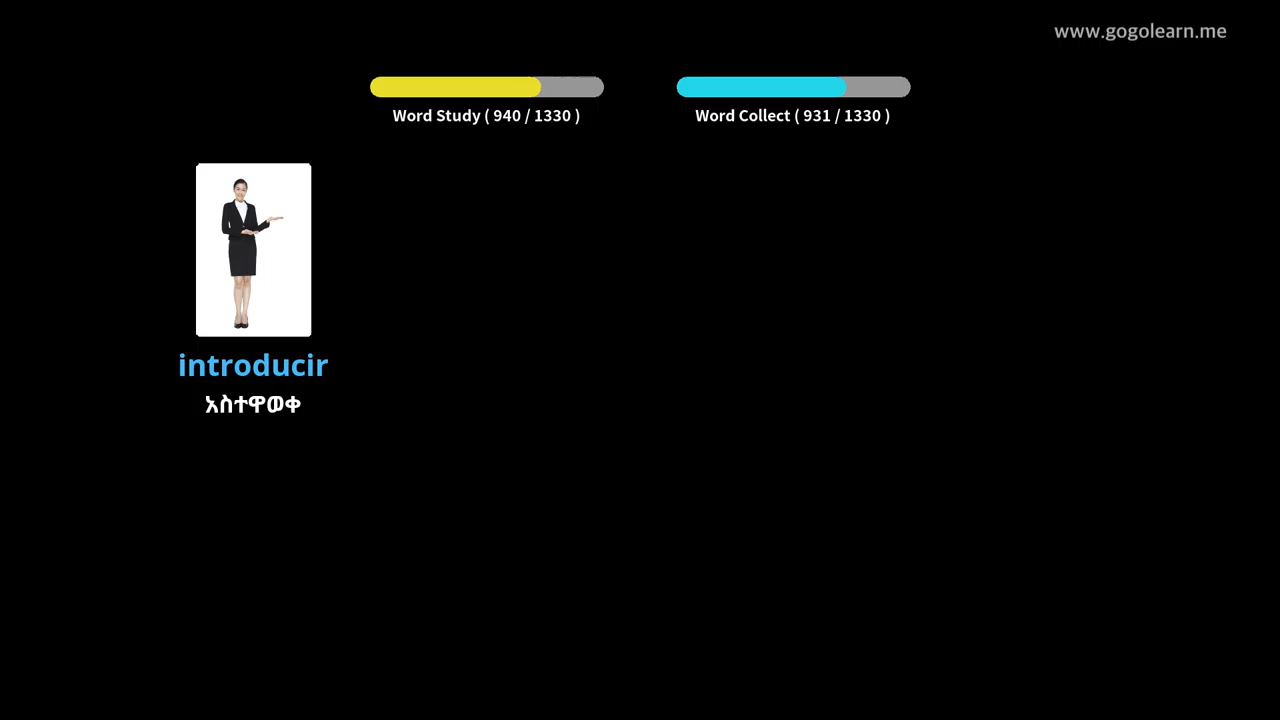 www.gogolearn.me
Word Study ( 940 / 1330 )
Word Collect ( 931 / 1330 )
introducir
አስተዋወቀ